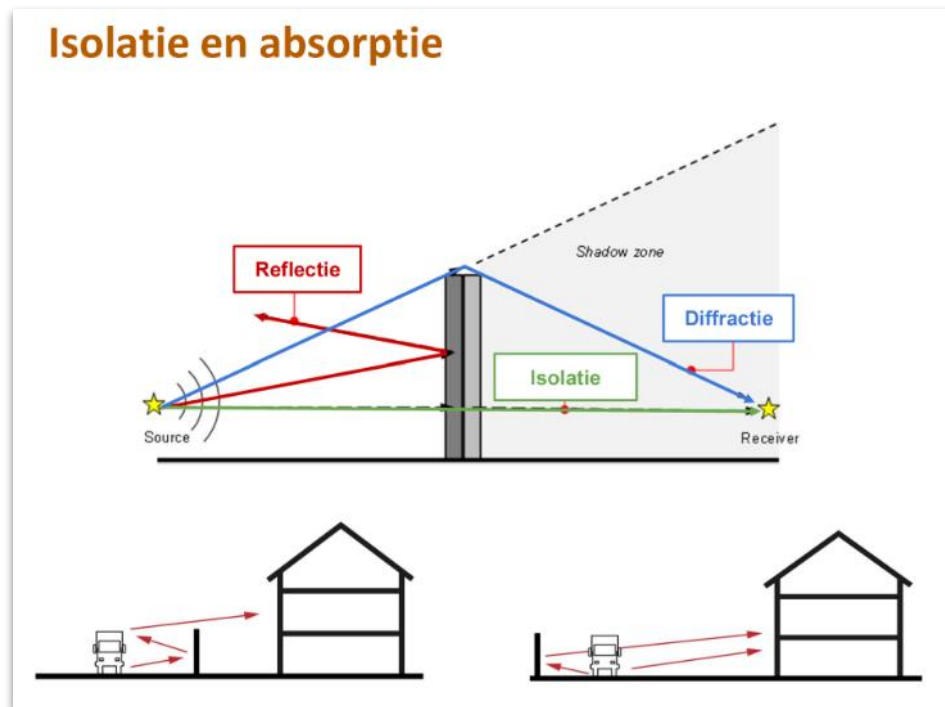 Isolatie en absorptie
Shadow zone
Reflectie
Diffractie
Isolatie
Source
Receiver